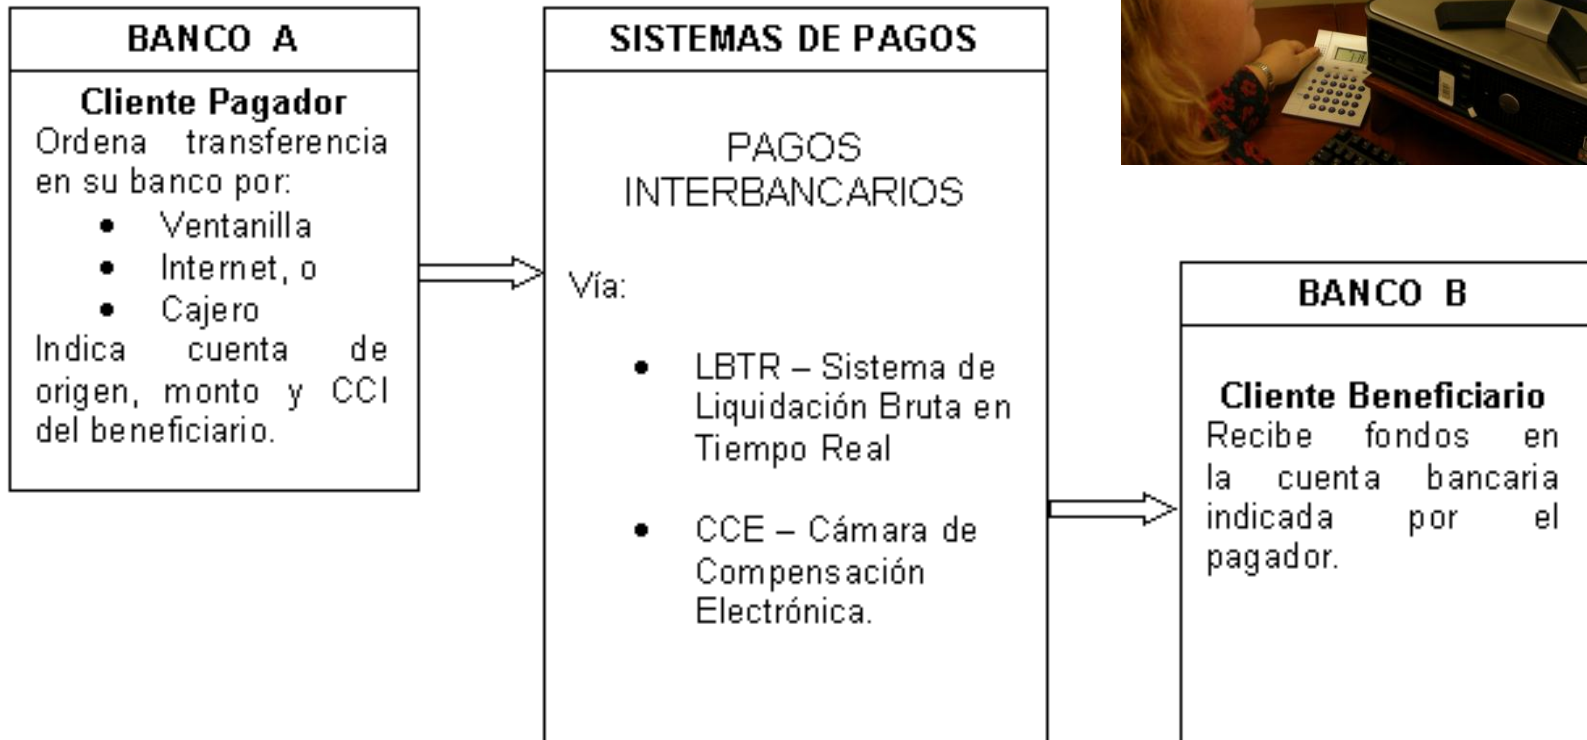 BANCO A
Cliente Pagador
Ordena transferencia
en su banco por:
• Ventanilla
• Internet, o
• Cajero
Indica cuenta de
origen, monto y CCI
del beneficiario.
SISTEMAS DE PAGOS
PAGOS
INTERBANCARIOS
Vía:
• LBTR – Sistema de
Liquidación Bruta en
Tiempo Real
• CCE – Cámara de
Compensación
Electrónica.
BANCO B
Cliente Beneficiario
Recibe fondos en
la cuenta bancaria
indicada por el
pagador.